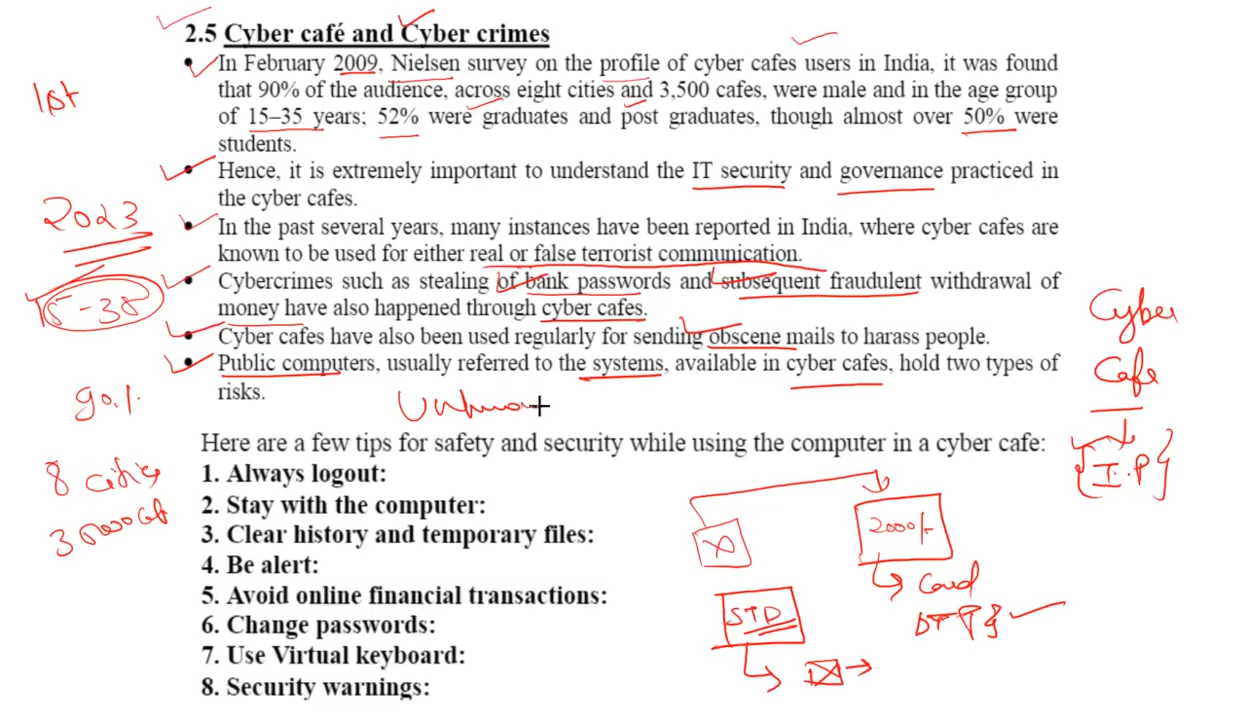 2.5 Cyber café and Cyber crimes
• In February 2009, Nielsen survey on the profile of cyber cafes users in India, it was found
that 90% of the audience, across eight cities and 3,500 cafes, were male and in the age group
of 15–35 years; 52% were graduates and post graduates, though almost over 50% were
students.
• Hence, it is extremely important to understand the IT security and governance practiced in
the cyber cafes.
• In the past several years, many instances have been reported in India, where cyber cafes are
known to be used for either real or false terrorist communication.
• Cybercrimes such as stealing of bank passwords and subsequent fraudulent withdrawal of
money have also happened through cyber cafes.
• Cyber cafes have also been used regularly for sending obscene mails to harass people.
• Public computers, usually referred to the systems, available in cyber cafes, hold two types of
risks.
Here are a few tips for safety and security while using the computer in a cyber cafe:
1. Always logout:
2. Stay with the computer:
3. Clear history and temporary files:
4. Be alert:
5. Avoid online financial transactions:
6. Change passwords:
7. Use Virtual keyboard:
8. Security warnings:
1st
2023
15-35
90%
8 cities
Cyber
Cafe
I.P
2000/-
STD